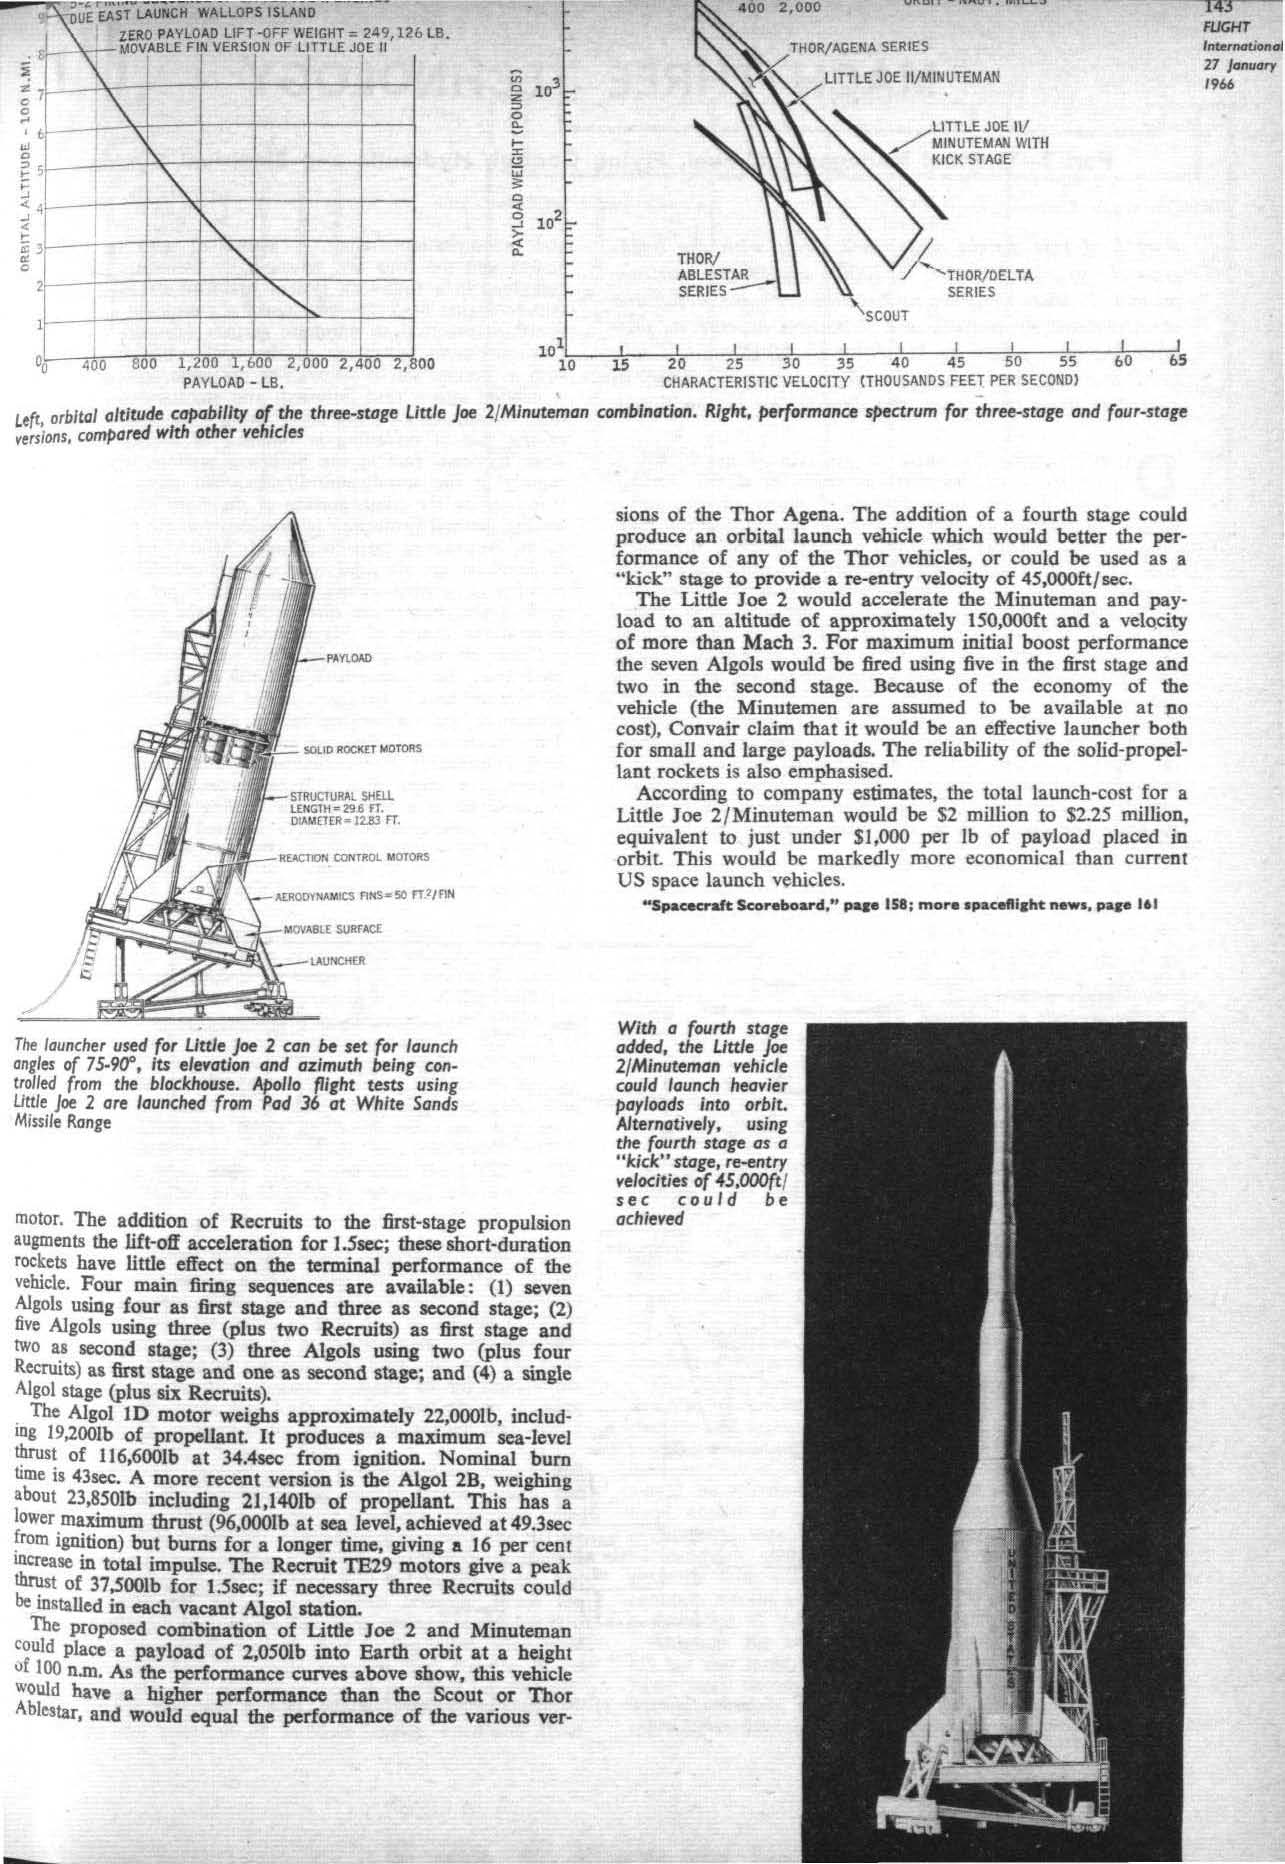 DUE EAST LAUNCH WALLOPS ISLAND
ZERO PAYLOAD LIFT-OFF WEIGHT = 249,126 LB.
MOVABLE FIN VERSION OF LITTLE JOE II
ORBITAL ALTITUDE - 100 N.MI.
9
8
7
6
5
4
3
2
1
0
0 400 800 1,200 1,600 2,000 2,400 2,800
PAYLOAD - LB.
400 2,000
ORBIT - NAUT. MILES
THOR/AGENA SERIES
LITTLE JOE II/MINUTEMAN
LITTLE JOE II/
MINUTEMAN WITH
KICK STAGE
THOR/
ABLESTAR
SERIES
THOR/DELTA
SERIES
SCOUT
PAYLOAD WEIGHT (POUNDS)
10³
10²
10¹
10 15 20 25 30 35 40 45 50 55 60 65
CHARACTERISTIC VELOCITY (THOUSANDS FEET PER SECOND)
143
FLIGHT
International
27 January
1966
Left, orbital altitude capability of the three-stage Little Joe 2/Minuteman combination. Right, performance spectrum for three-stage and four-stage
versions, compared with other vehicles
PAYLOAD
SOLID ROCKET MOTORS
STRUCTURAL SHELL
LENGTH = 29.6 FT.
DIAMETER = 12.83 FT.
REACTION CONTROL MOTORS
AERODYNAMICS FINS = 50 FT.²/FIN
MOVABLE SURFACE
LAUNCHER
The launcher used for Little Joe 2 can be set for launch
angles of 75-90°, its elevation and azimuth being con-
trolled from the blockhouse. Apollo flight tests using
Little Joe 2 are launched from Pad 36 at White Sands
Missile Range
motor. The addition of Recruits to the first-stage propulsion
augments the lift-off acceleration for 1.5sec; these short-duration
rockets have little effect on the terminal performance of the
vehicle. Four main firing sequences are available: (1) seven
Algols using four as first stage and three as second stage; (2)
five Algols using three (plus two Recruits) as first stage and
two as second stage; (3) three Algols using two (plus four
Recruits) as first stage and one as second stage; and (4) a single
Algol stage (plus six Recruits).
The Algol 1D motor weighs approximately 22,000lb, includ-
ing 19,200lb of propellant. It produces a maximum sea-level
thrust of 116,600lb at 34.4sec from ignition. Nominal burn
time is 43sec. A more recent version is the Algol 2B, weighing
about 23,850lb including 21,140lb of propellant. This has a
lower maximum thrust (96,000lb at sea level, achieved at 49.3sec
from ignition) but burns for a longer time, giving a 16 per cent
increase in total impulse. The Recruit TE29 motors give a peak
thrust of 37,500lb for 1.5sec; if necessary three Recruits could
be installed in each vacant Algol station.
The proposed combination of Little Joe 2 and Minuteman
could place a payload of 2,050lb into Earth orbit at a height
of 100 n.m. As the performance curves above show, this vehicle
would have a higher performance than the Scout or Thor
Ablestar, and would equal the performance of the various ver-
sions of the Thor Agena. The addition of a fourth stage could
produce an orbital launch vehicle which would better the per-
formance of any of the Thor vehicles, or could be used as a
"kick" stage to provide a re-entry velocity of 45,000ft/sec.
The Little Joe 2 would accelerate the Minuteman and pay-
load to an altitude of approximately 150,000ft and a velocity
of more than Mach 3. For maximum initial boost performance
the seven Algols would be fired using five in the first stage and
two in the second stage. Because of the economy of the
vehicle (the Minutemen are assumed to be available at no
cost), Convair claim that it would be an effective launcher both
for small and large payloads. The reliability of the solid-propel-
lant rockets is also emphasised.
According to company estimates, the total launch-cost for a
Little Joe 2/Minuteman would be $2 million to $2.25 million,
equivalent to just under $1,000 per lb of payload placed in
orbit. This would be markedly more economical than current
US space launch vehicles.
"Spacecraft Scoreboard," page 158; more spaceflight news, page 161
With a fourth stage
added, the Little Joe
2/Minuteman vehicle
could launch heavier
payloads into orbit.
Alternatively, using
the fourth stage as a
"kick" stage, re-entry
velocities of 45,000ft/
sec could be
achieved
UNITED STATES